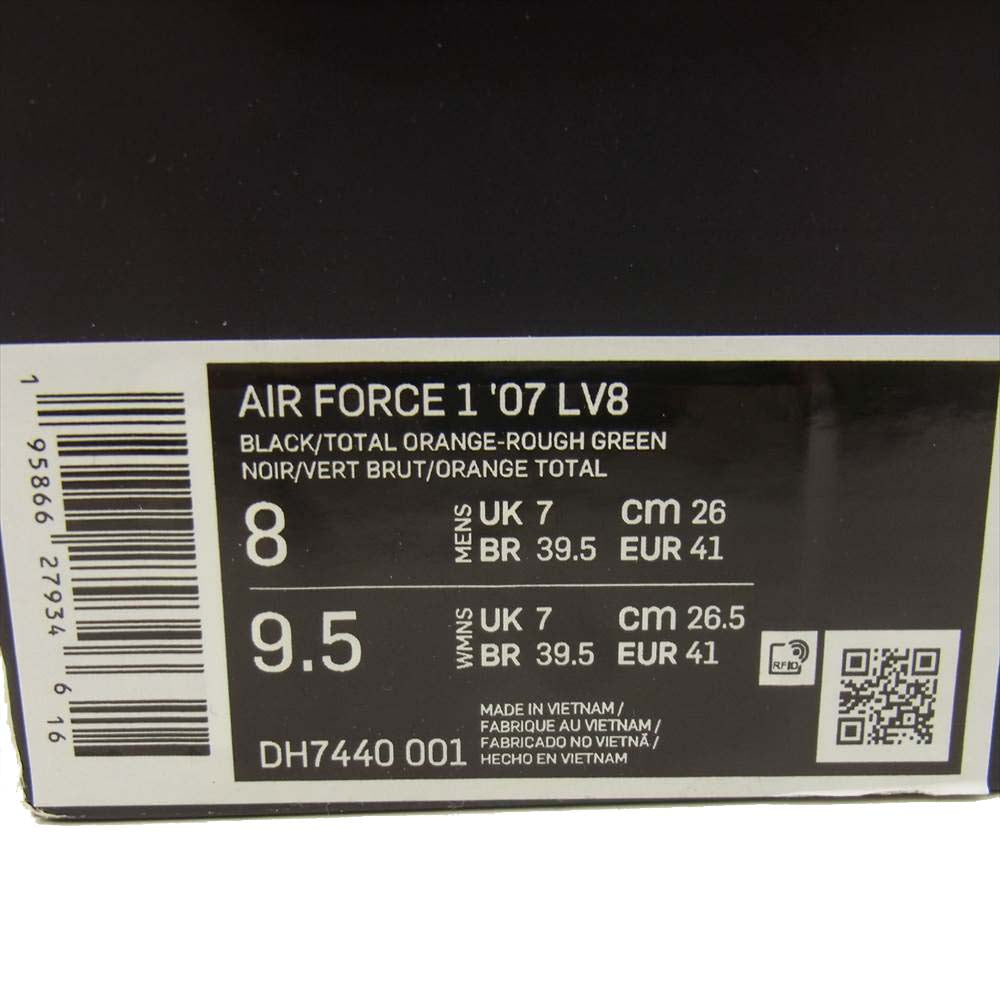 AIR FORCE 1 '07 LV8
BLACK/TOTAL ORANGE-ROUGH GREEN
NOIR/VERT BRUT/ORANGE TOTAL
8 MENS UK 7 cm 26
BR 39.5 EUR 41
9.5 WMNS UK 7 cm 26.5
BR 39.5 EUR 41
RFID
DH7440 001
MADE IN VIETNAM /
FABRIQUE AU VIETNAM /
FABRICADO NO VIETNÃ /
HECHO EN VIETNAM
1 95866 27934 6 16